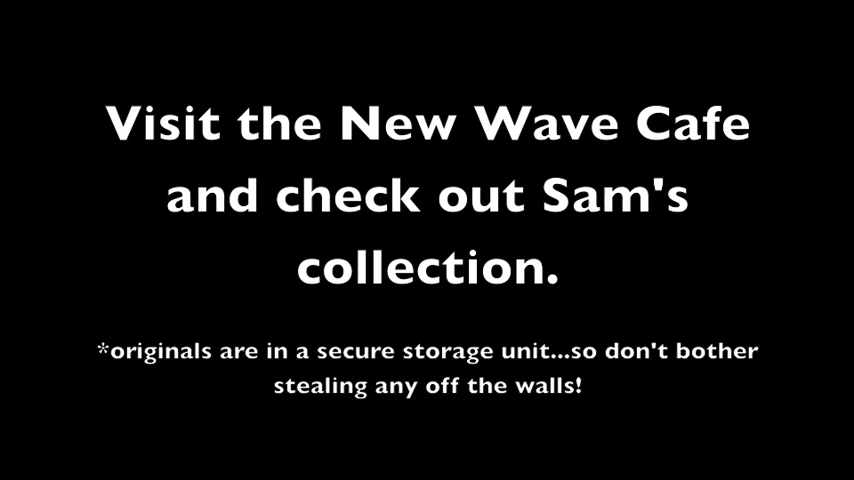 Visit the New Wave Cafe
and check out Sam's
collection.
*originals are in a secure storage unit...so don't bother
stealing any off the walls!